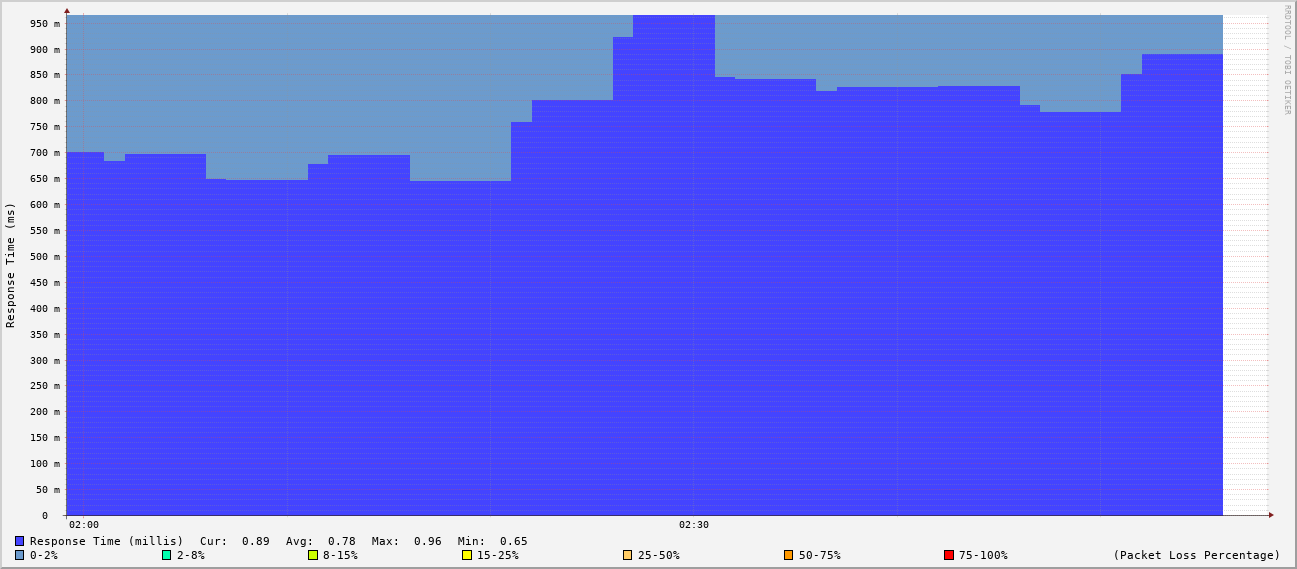 RRDTOOL / TOBI OETIKER
Response Time (ms)
950 m
900 m
850 m
800 m
750 m
700 m
650 m
600 m
550 m
500 m
450 m
400 m
350 m
300 m
250 m
200 m
150 m
100 m
50 m
0
02:00 02:30
Response Time (millis) Cur: 0.89 Avg: 0.78 Max: 0.96 Min: 0.65
0-2% 2-8% 8-15% 15-25% 25-50% 50-75% 75-100% (Packet Loss Percentage)